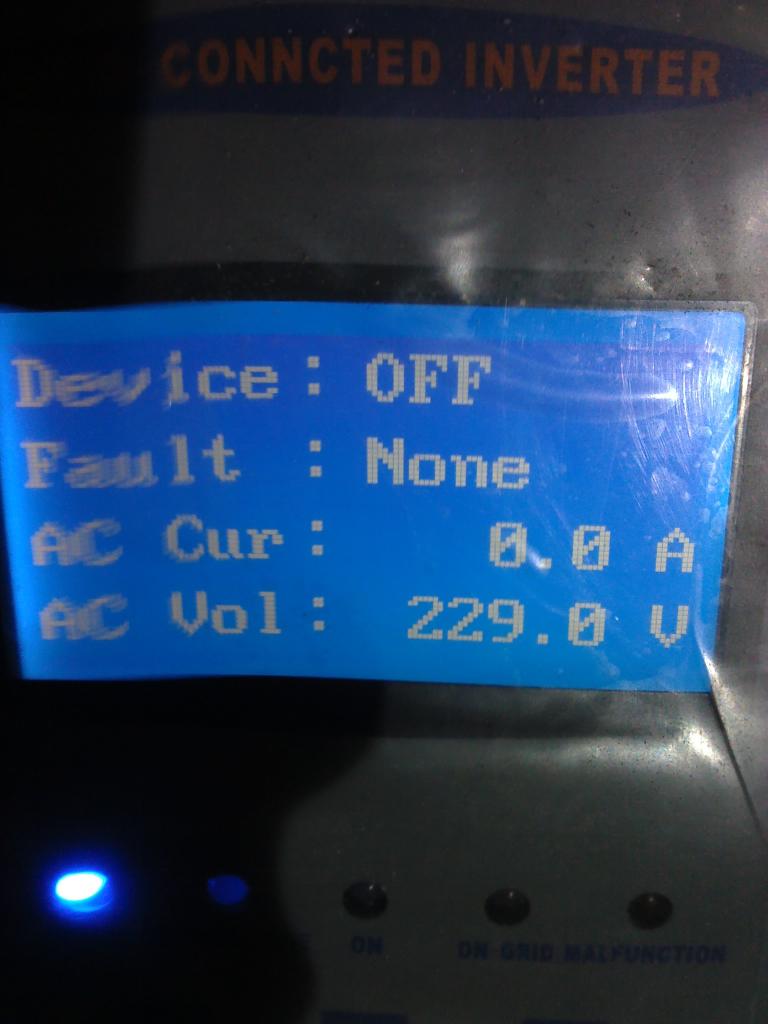 CONNCTED INVERTER
Device: OFF
Fault : None
AC Cur: 0.0 A
AC Vol: 229.0 V
ON ON GRID MALFUNCTION